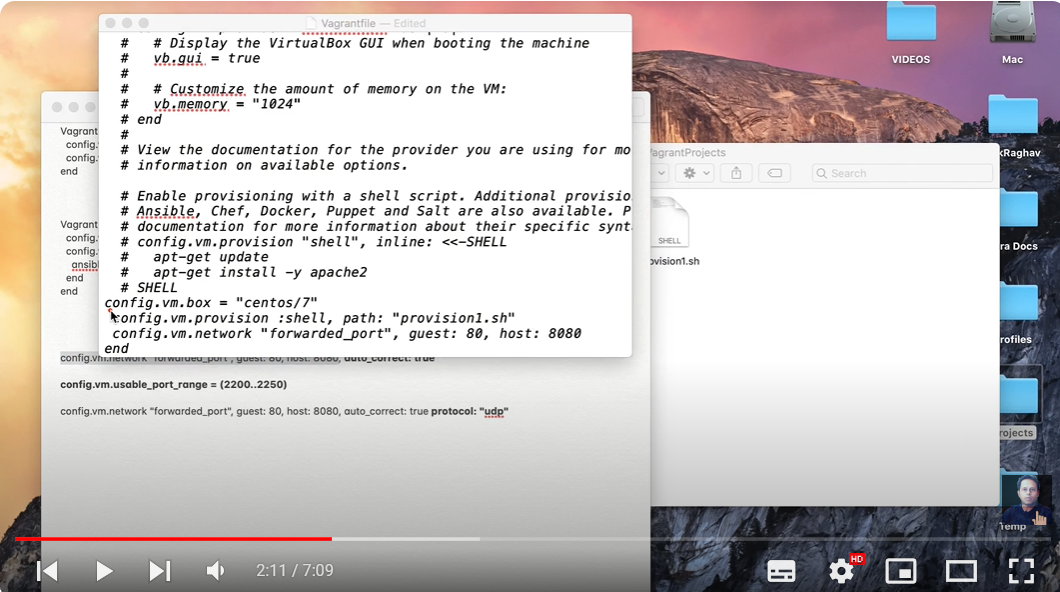 Vagrantfile — Edited
# # Display the VirtualBox GUI when booting the machine
# vb.gui = true
#
# # Customize the amount of memory on the VM:
# vb.memory = "1024"
# end
#
# View the documentation for the provider you are using for mo
# information on available options.
# Enable provisioning with a shell script. Additional provisio
# Ansible, Chef, Docker, Puppet and Salt are also available. P
# documentation for more information about their specific synt
# config.vm.provision "shell", inline: <<-SHELL
# apt-get update
# apt-get install -y apache2
# SHELL
config.vm.box = "centos/7"
config.vm.provision :shell, path: "provision1.sh"
config.vm.network "forwarded_port", guest: 80, host: 8080
end
Vagrant
config.
config.
end
Vagrant
config.
config.
ansibl
end
end
config.vm.network "forwarded_port", guest: 80, host: 8080, auto_correct: true
config.vm.usable_port_range = (2200..2250)
config.vm.network "forwarded_port", guest: 80, host: 8080, auto_correct: true protocol: "udp"
VagrantProjects
Search
SHELL
ovision1.sh
VIDEOS
Mac
kRaghav
ra Docs
rofiles
rojects
Temp
2:11 / 7:09
HD